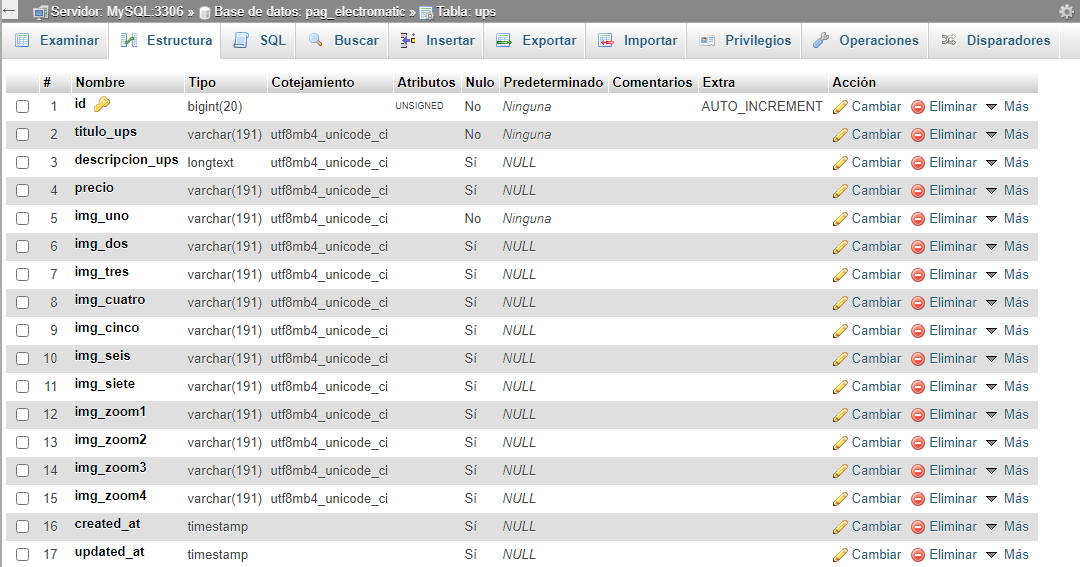 Servidor: MySQL:3306 » Base de datos: pag_electromatic » Tabla: ups
Examinar Estructura SQL Buscar Insertar Exportar Importar Privilegios Operaciones Disparadores
# Nombre Tipo Cotejamiento Atributos Nulo Predeterminado Comentarios Extra Acción
1 id bigint(20) UNSIGNED No Ninguna AUTO_INCREMENT Cambiar Eliminar Más
2 titulo_ups varchar(191) utf8mb4_unicode_ci No Ninguna Cambiar Eliminar Más
3 descripcion_ups longtext utf8mb4_unicode_ci Sí NULL Cambiar Eliminar Más
4 precio varchar(191) utf8mb4_unicode_ci Sí NULL Cambiar Eliminar Más
5 img_uno varchar(191) utf8mb4_unicode_ci No Ninguna Cambiar Eliminar Más
6 img_dos varchar(191) utf8mb4_unicode_ci Sí NULL Cambiar Eliminar Más
7 img_tres varchar(191) utf8mb4_unicode_ci Sí NULL Cambiar Eliminar Más
8 img_cuatro varchar(191) utf8mb4_unicode_ci Sí NULL Cambiar Eliminar Más
9 img_cinco varchar(191) utf8mb4_unicode_ci Sí NULL Cambiar Eliminar Más
10 img_seis varchar(191) utf8mb4_unicode_ci Sí NULL Cambiar Eliminar Más
11 img_siete varchar(191) utf8mb4_unicode_ci Sí NULL Cambiar Eliminar Más
12 img_zoom1 varchar(191) utf8mb4_unicode_ci Sí NULL Cambiar Eliminar Más
13 img_zoom2 varchar(191) utf8mb4_unicode_ci Sí NULL Cambiar Eliminar Más
14 img_zoom3 varchar(191) utf8mb4_unicode_ci Sí NULL Cambiar Eliminar Más
15 img_zoom4 varchar(191) utf8mb4_unicode_ci Sí NULL Cambiar Eliminar Más
16 created_at timestamp Sí NULL Cambiar Eliminar Más
17 updated_at timestamp Sí NULL Cambiar Eliminar Más